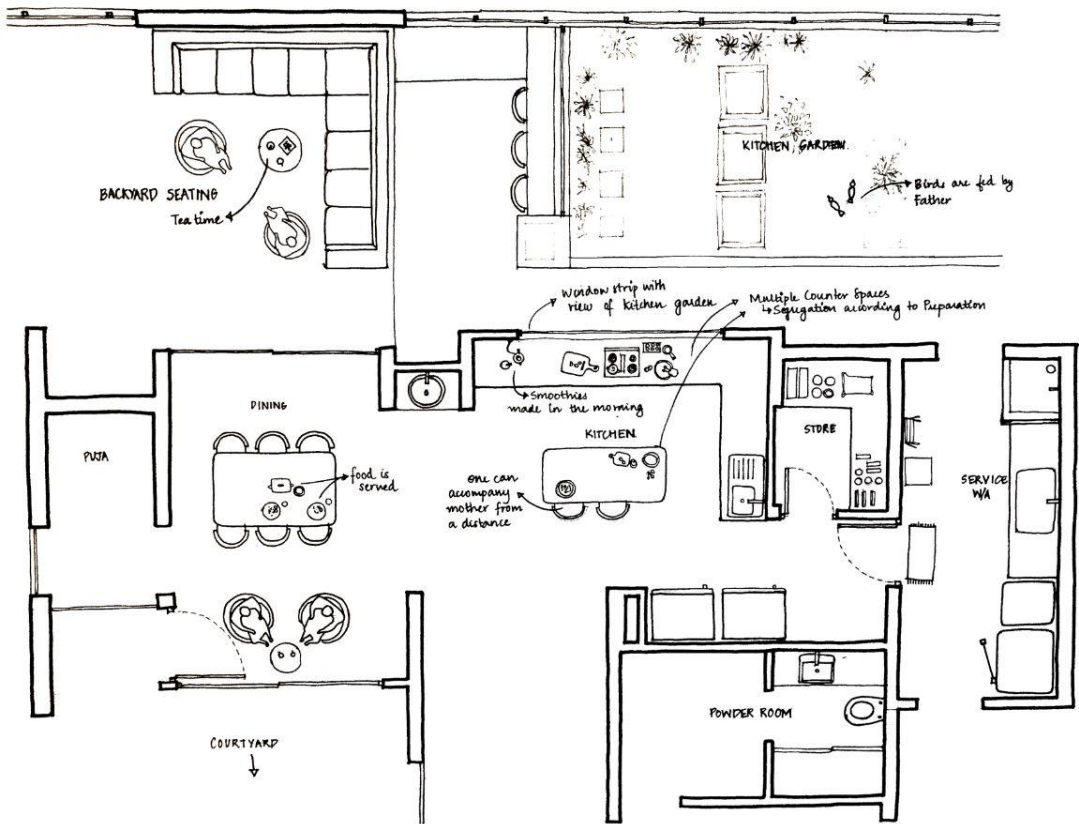 BACKYARD SEATING
Tea time
KITCHEN GARDEN
Birds are fed by
Father
Window strip with
view of kitchen garden
Multiple Counter Spaces
↳Segregation according to Preparation
Smoothies
made in the morning
DINING
KITCHEN
STORE
PUJA
food is
served
one can
accompany
mother from
a distance
SERVICE
W/A
POWDER ROOM
COURTYARD